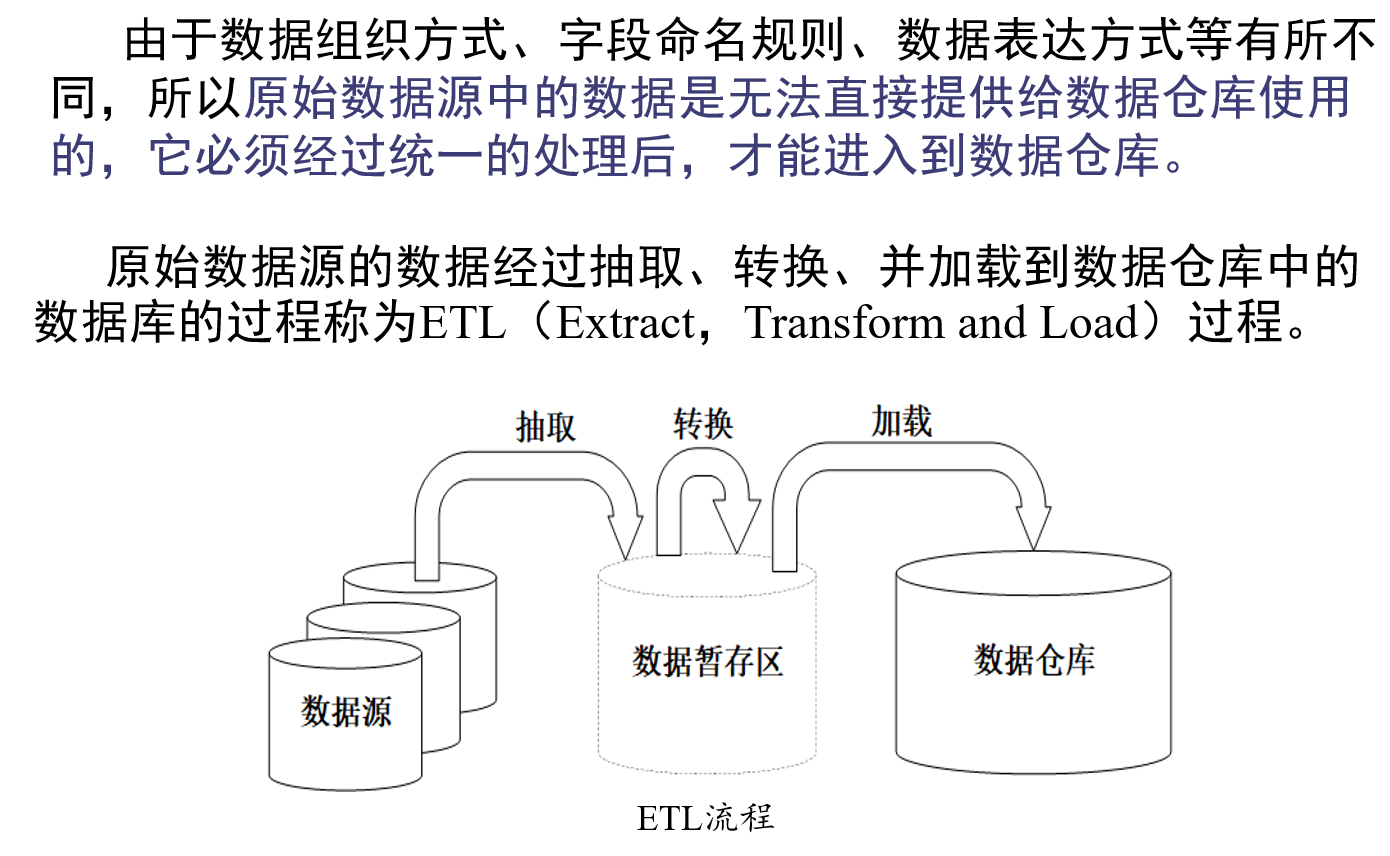 由于数据组织方式、字段命名规则、数据表达方式等有所不
同，所以原始数据源中的数据是无法直接提供给数据仓库使用
的，它必须经过统一的处理后，才能进入到数据仓库。
原始数据源的数据经过抽取、转换、并加载到数据仓库中的
数据库的过程称为ETL（Extract，Transform and Load）过程。
抽取
转换
加载
数据源
数据暂存区
数据仓库
ETL流程